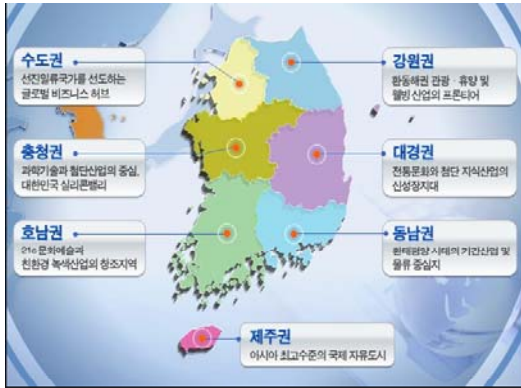 수도권
선진일류국가를 선도하는
글로벌 비즈니스 허브
강원권
환동해권 관광 · 휴양 및
웰빙 산업의 프론티어
충청권
과학기술과 첨단산업의 중심,
대한민국 실리콘밸리
대경권
전통문화와 첨단 지식산업의
신성장지대
호남권
21c 문화예술과
친환경 녹색산업의 창조지역
동남권
환태평양 시대의 기간산업 및
물류 중심지
제주권
아시아 최고수준의 국제 자유도시